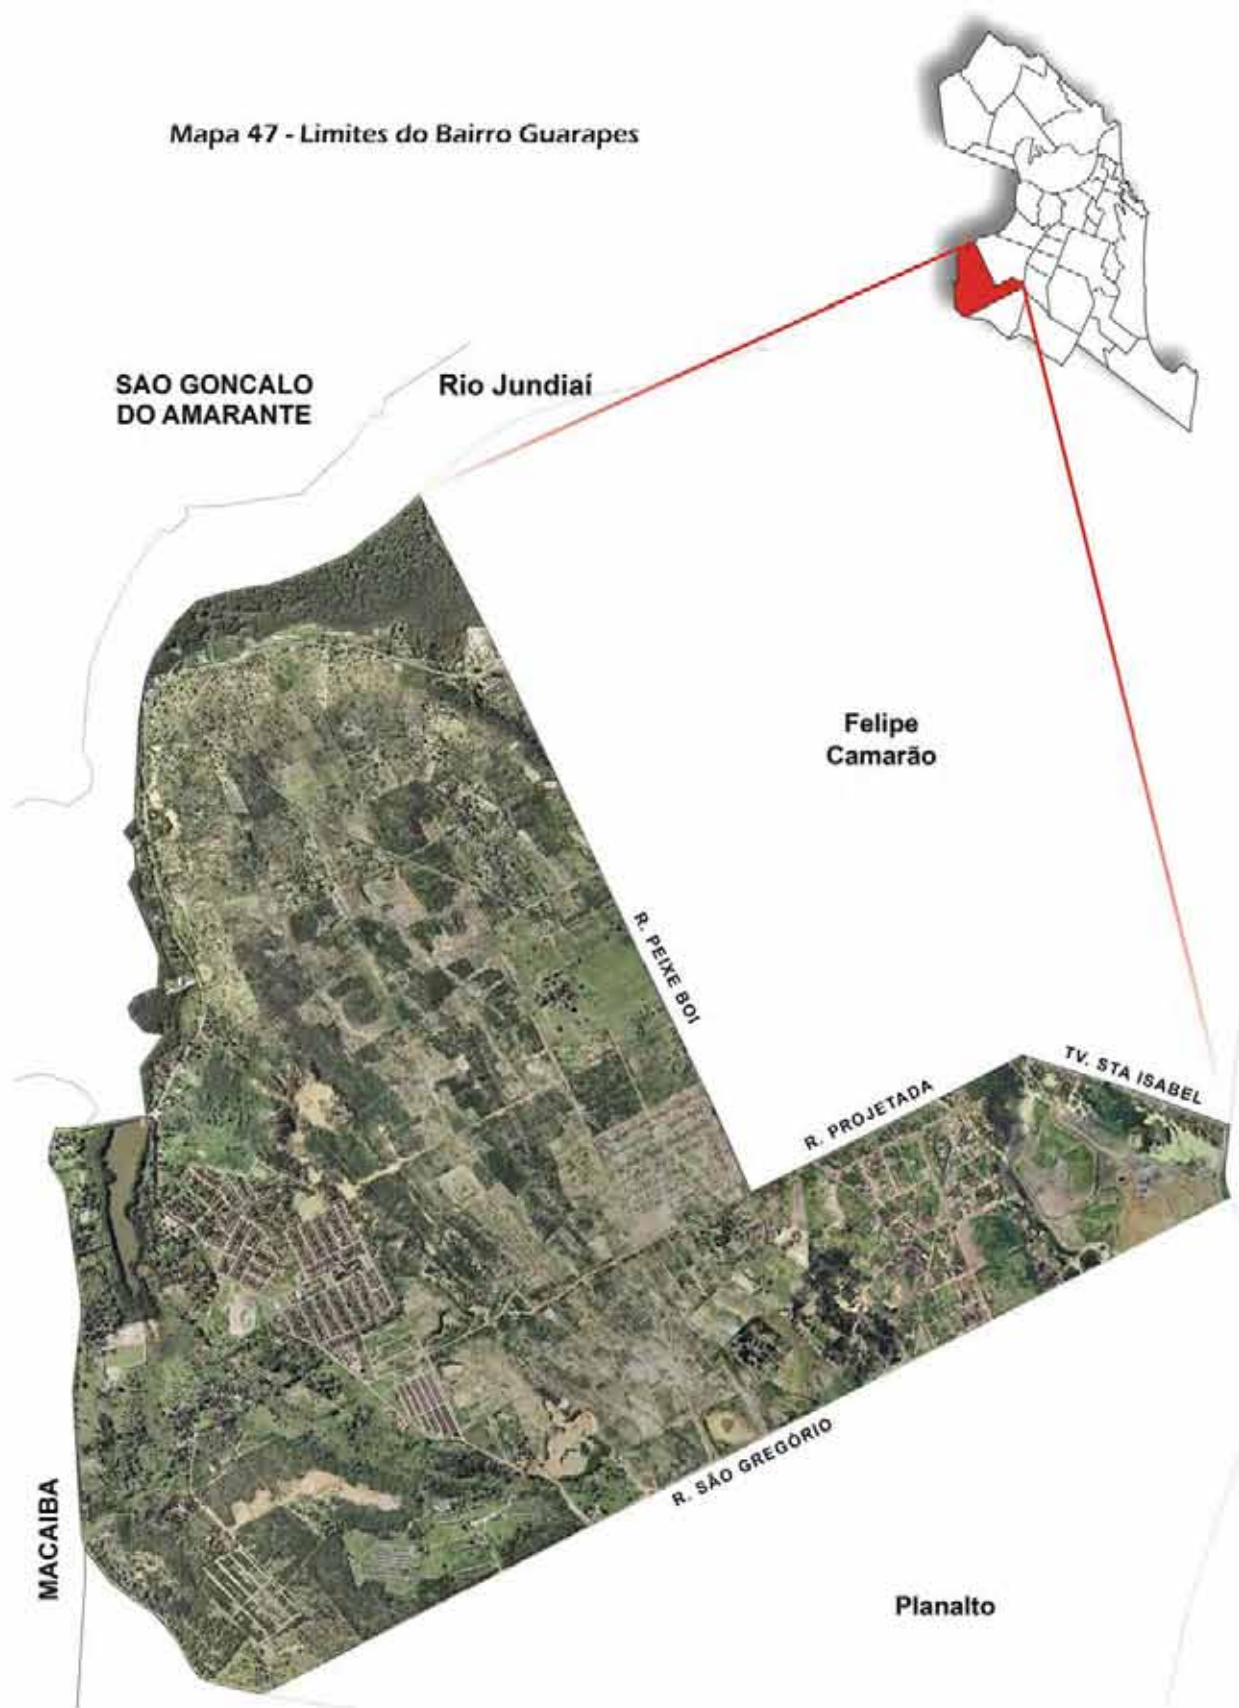 Mapa 47 - Limites do Bairro Guarapes
SAO GONCALO
DO AMARANTE
Rio Jundiaí
Felipe
Camarão
R. PEIXE BOI
TV. STA ISABEL
R. PROJETADA
R. SÃO GREGÓRIO
MACAIBA
Planalto